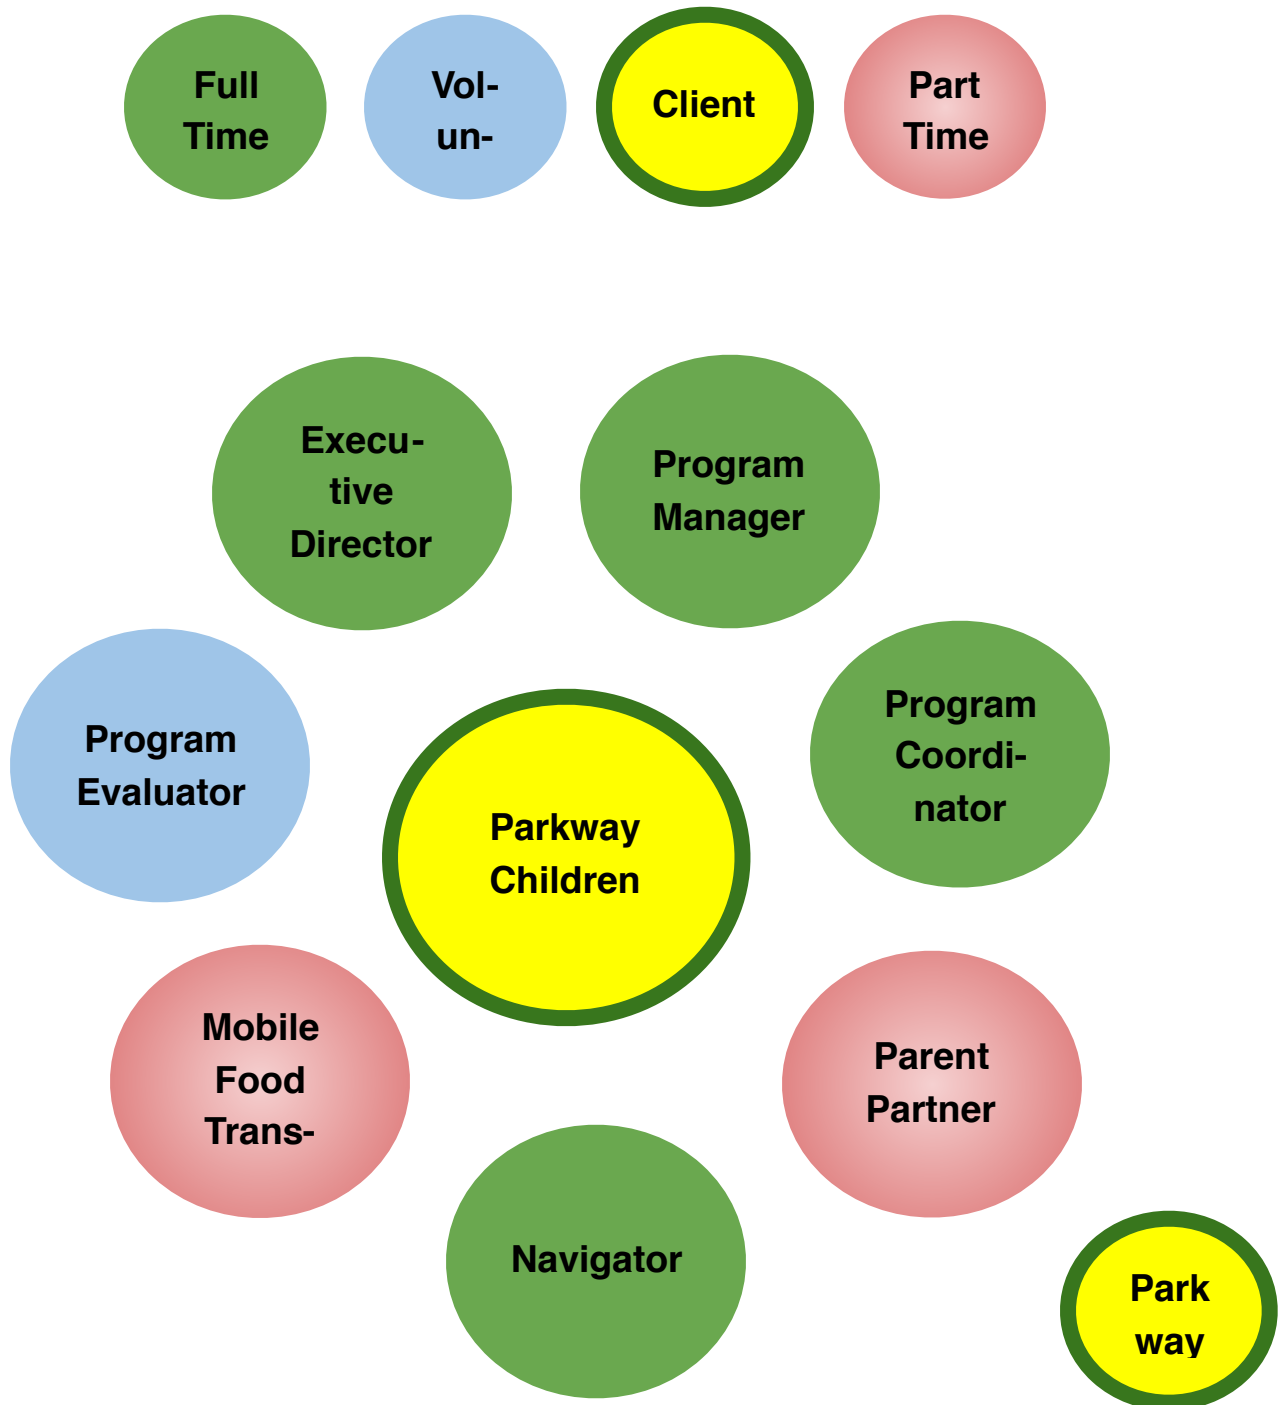 Full
Time
Vol-
un-
Client
Part
Time
Execu-
tive
Director
Program
Manager
Program
Evaluator
Program
Coordi-
nator
Parkway
Children
Mobile
Food
Trans-
Parent
Partner
Navigator
Park
way